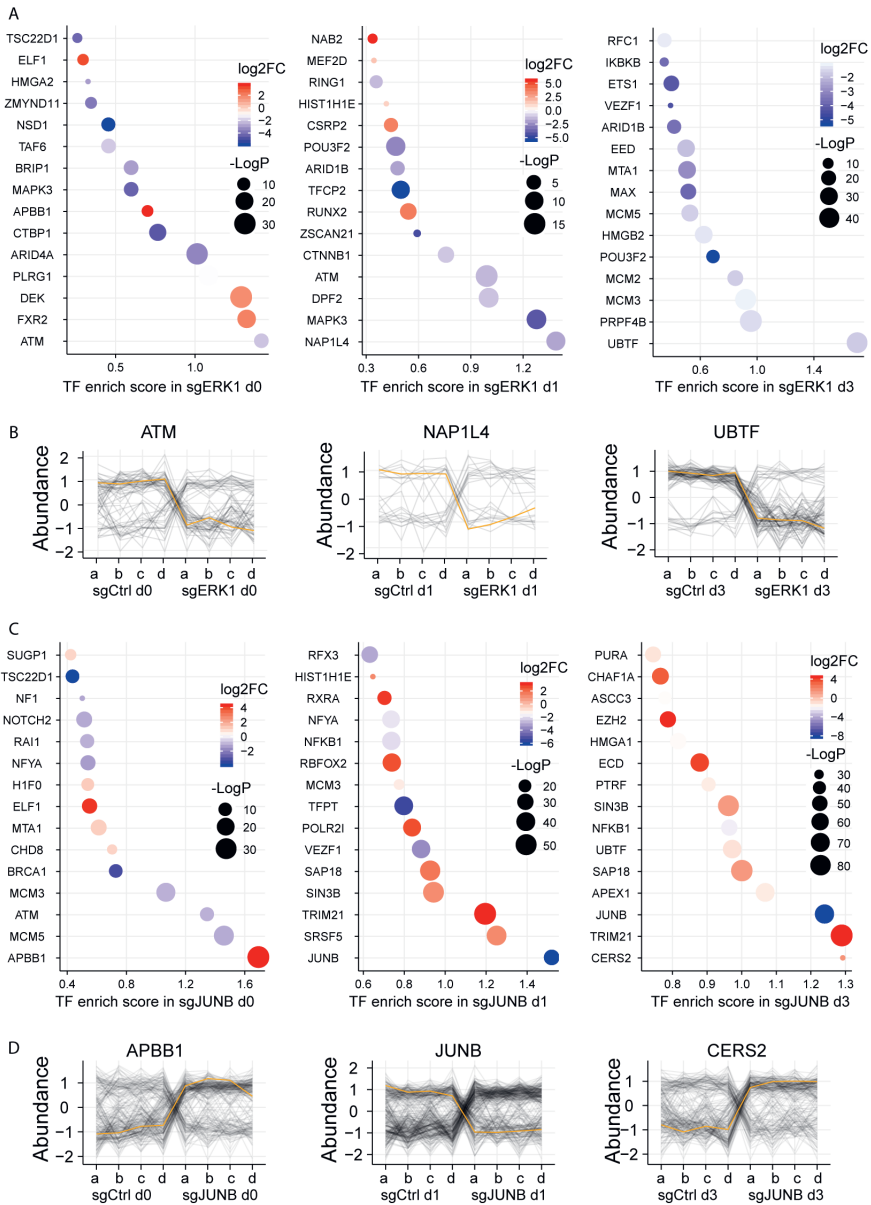 A
TSC22D1
ELF1
HMGA2
ZMYND11
NSD1
TAF6
BRIP1
MAPK3
APBB1
CTBP1
ARID4A
PLRG1
DEK
FXR2
ATM
0.5 1.0
TF enrich score in sgERK1 d0
log2FC
2
0
−2
−4
-LogP
10
20
30
NAB2
MEF2D
RING1
HIST1H1E
CSRP2
POU3F2
ARID1B
TFCP2
RUNX2
ZSCAN21
CTNNB1
ATM
DPF2
MAPK3
NAP1L4
0.3 0.6 0.9 1.2
TF enrich score in sgERK1 d1
log2FC
5.0
2.5
0.0
−2.5
−5.0
-LogP
5
10
15
RFC1
IKBKB
ETS1
VEZF1
ARID1B
EED
MTA1
MAX
MCM5
HMGB2
POU3F2
MCM2
MCM3
PRPF4B
UBTF
0.6 1.0 1.4
TF enrich score in sgERK1 d3
log2FC
−2
−3
−4
−5
-LogP
10
20
30
40
B
ATM
Abundance
2
1
0
−1
−2
a b c d a b c d
sgCtrl d0 sgERK1 d0
NAP1L4
Abundance
1
0
−1
−2
a b c d a b c d
sgCtrl d1 sgERK1 d1
UBTF
Abundance
1
0
−1
−2
a b c d a b c d
sgCtrl d3 sgERK1 d3
C
SUGP1
TSC22D1
NF1
NOTCH2
RAI1
NFYA
H1F0
ELF1
MTA1
CHD8
BRCA1
MCM3
ATM
MCM5
APBB1
0.4 0.8 1.2 1.6
TF enrich score in sgJUNB d0
log2FC
4
2
0
−2
-LogP
10
20
30
RFX3
HIST1H1E
RXRA
NFYA
NFKB1
RBFOX2
MCM3
TFPT
POLR2I
VEZF1
SAP18
SIN3B
TRIM21
SRSF5
JUNB
0.6 0.8 1.0 1.2 1.4
TF enrich score in sgJUNB d1
log2FC
2
0
−2
−4
−6
-LogP
20
30
40
50
PURA
CHAF1A
ASCC3
EZH2
HMGA1
ECD
PTRF
SIN3B
NFKB1
UBTF
SAP18
APEX1
JUNB
TRIM21
CERS2
0.8 0.9 1.0 1.1 1.2 1.3
TF enrich score in sgJUNB d3
log2FC
4
0
−4
−8
-LogP
30
40
50
60
70
80
D
APBB1
Abundance
1
0
−1
−2
a b c d a b c d
sgCtrl d0 sgJUNB d0
JUNB
Abundance
1
0
−1
−2
a b c d a b c d
sgCtrl d1 sgJUNB d1
CERS2
Abundance
1
0
−1
−2
a b c d a b c d
sgCtrl d3 sgJUNB d3